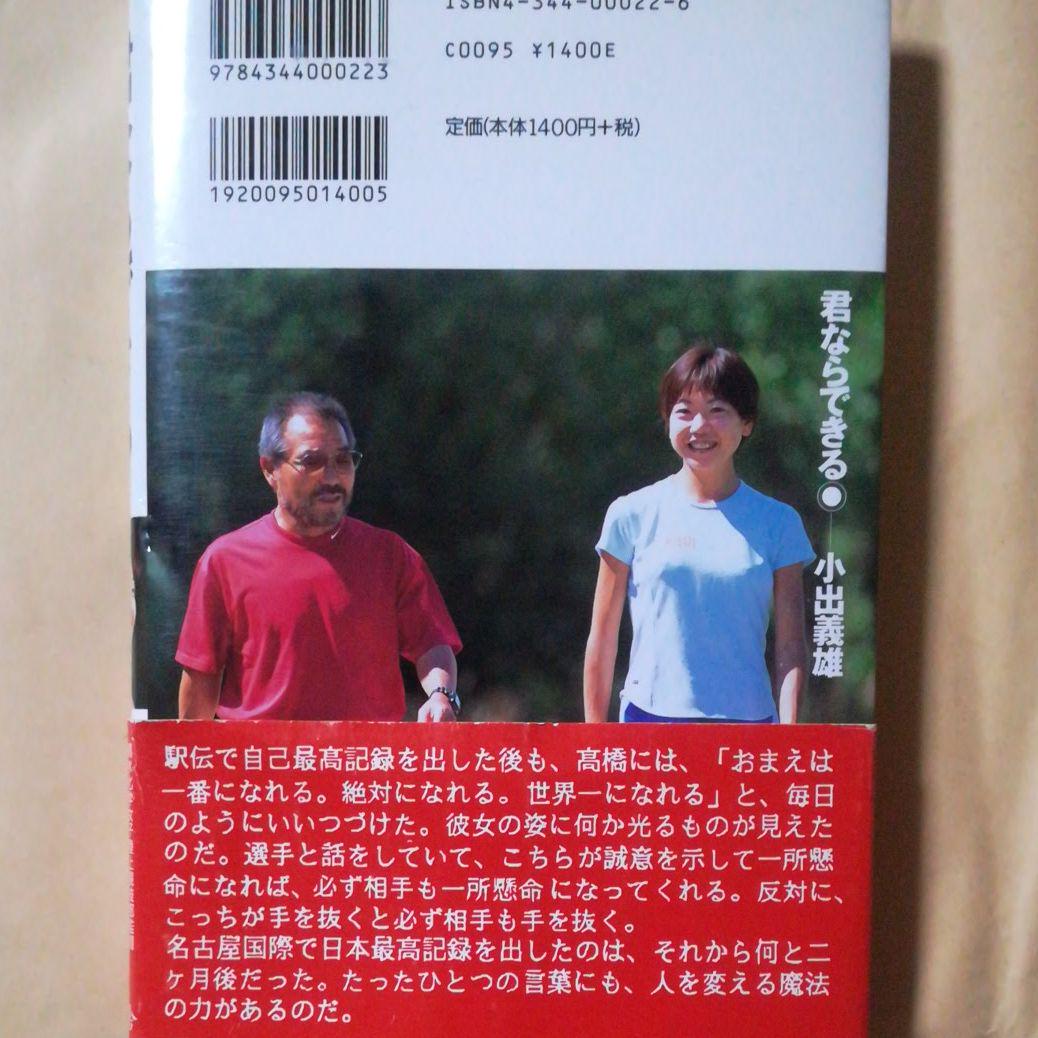 ISBN4-344-00022-6
C0095 ¥1400E
9784344000223
定価(本体1400円+税)
1920095014005
君ならできる●―小出義雄
駅伝で自己最高記録を出した後も、高橋には、「おまえは
一番になれる。絶対になれる。世界一になれる」と、毎日
のようにいいつづけた。彼女の姿に何か光るものが見えた
のだ。選手と話をしていて、こちらが誠意を示して一所懸
命になれば、必ず相手も一所懸命になってくれる。反対に、
こっちが手を抜くと必ず相手も手を抜く。
名古屋国際で日本最高記録を出したのは、それから何と二
ヶ月後だった。たったひとつの言葉にも、人を変える魔法
の力があるのだ。